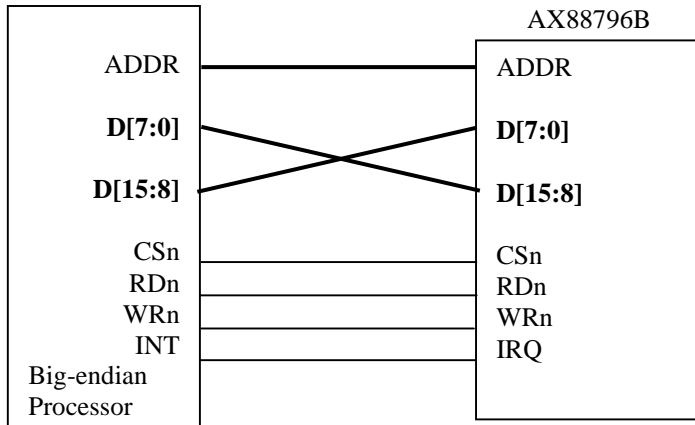 AX88796B
ADDR
ADDR
D[7:0]
D[7:0]
D[15:8]
D[15:8]
CSn
CSn
RDn
RDn
WRn
WRn
INT
IRQ
Big-endian
Processor